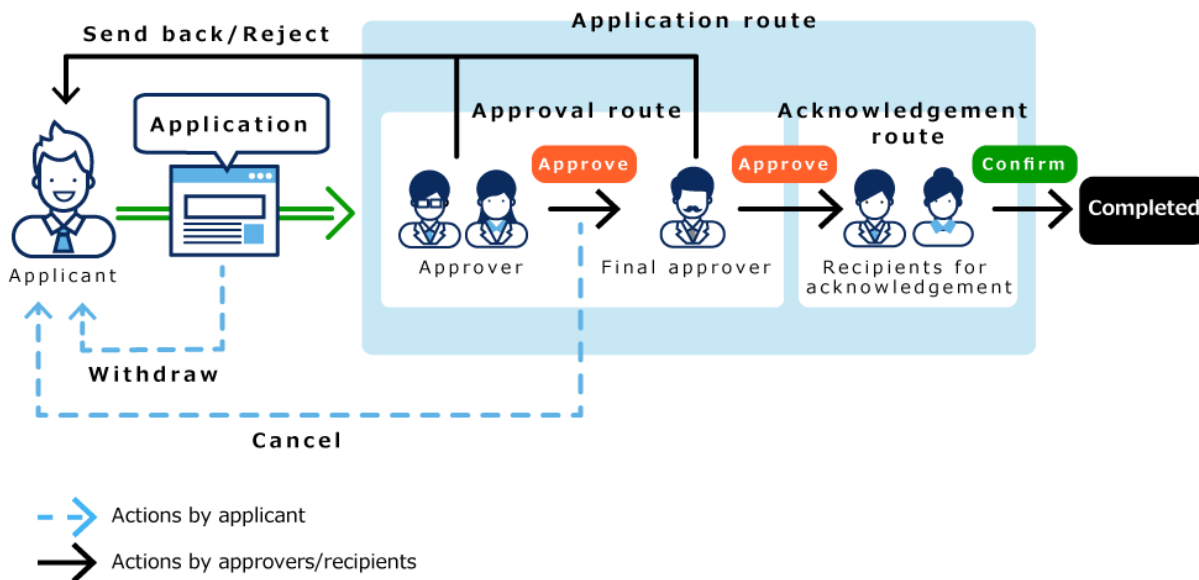 Application route
Send back/Reject
Application
Approval route
Acknowledgement
route
Approve
Approve
Confirm
Completed
Applicant
Approver
Final approver
Recipients for
acknowledgement
Withdraw
Cancel
Actions by applicant
Actions by approvers/recipients